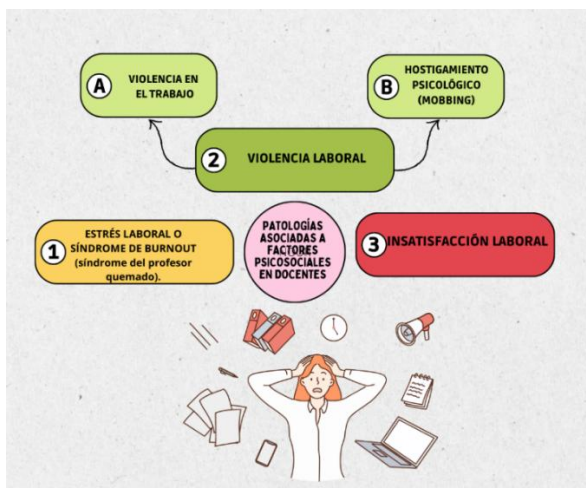 A
VIOLENCIA EN
EL TRABAJO
B
HOSTIGAMIENTO
PSICOLÓGICO
(MOBBING)
2
VIOLENCIA LABORAL
1
ESTRÉS LABORAL O
SÍNDROME DE BURNOUT
(síndrome del profesor
quemado).
PATOLOGÍAS
ASOCIADAS A
FACTORES
PSICOSOCIALES
EN DOCENTES
3
INSATISFACCIÓN LABORAL